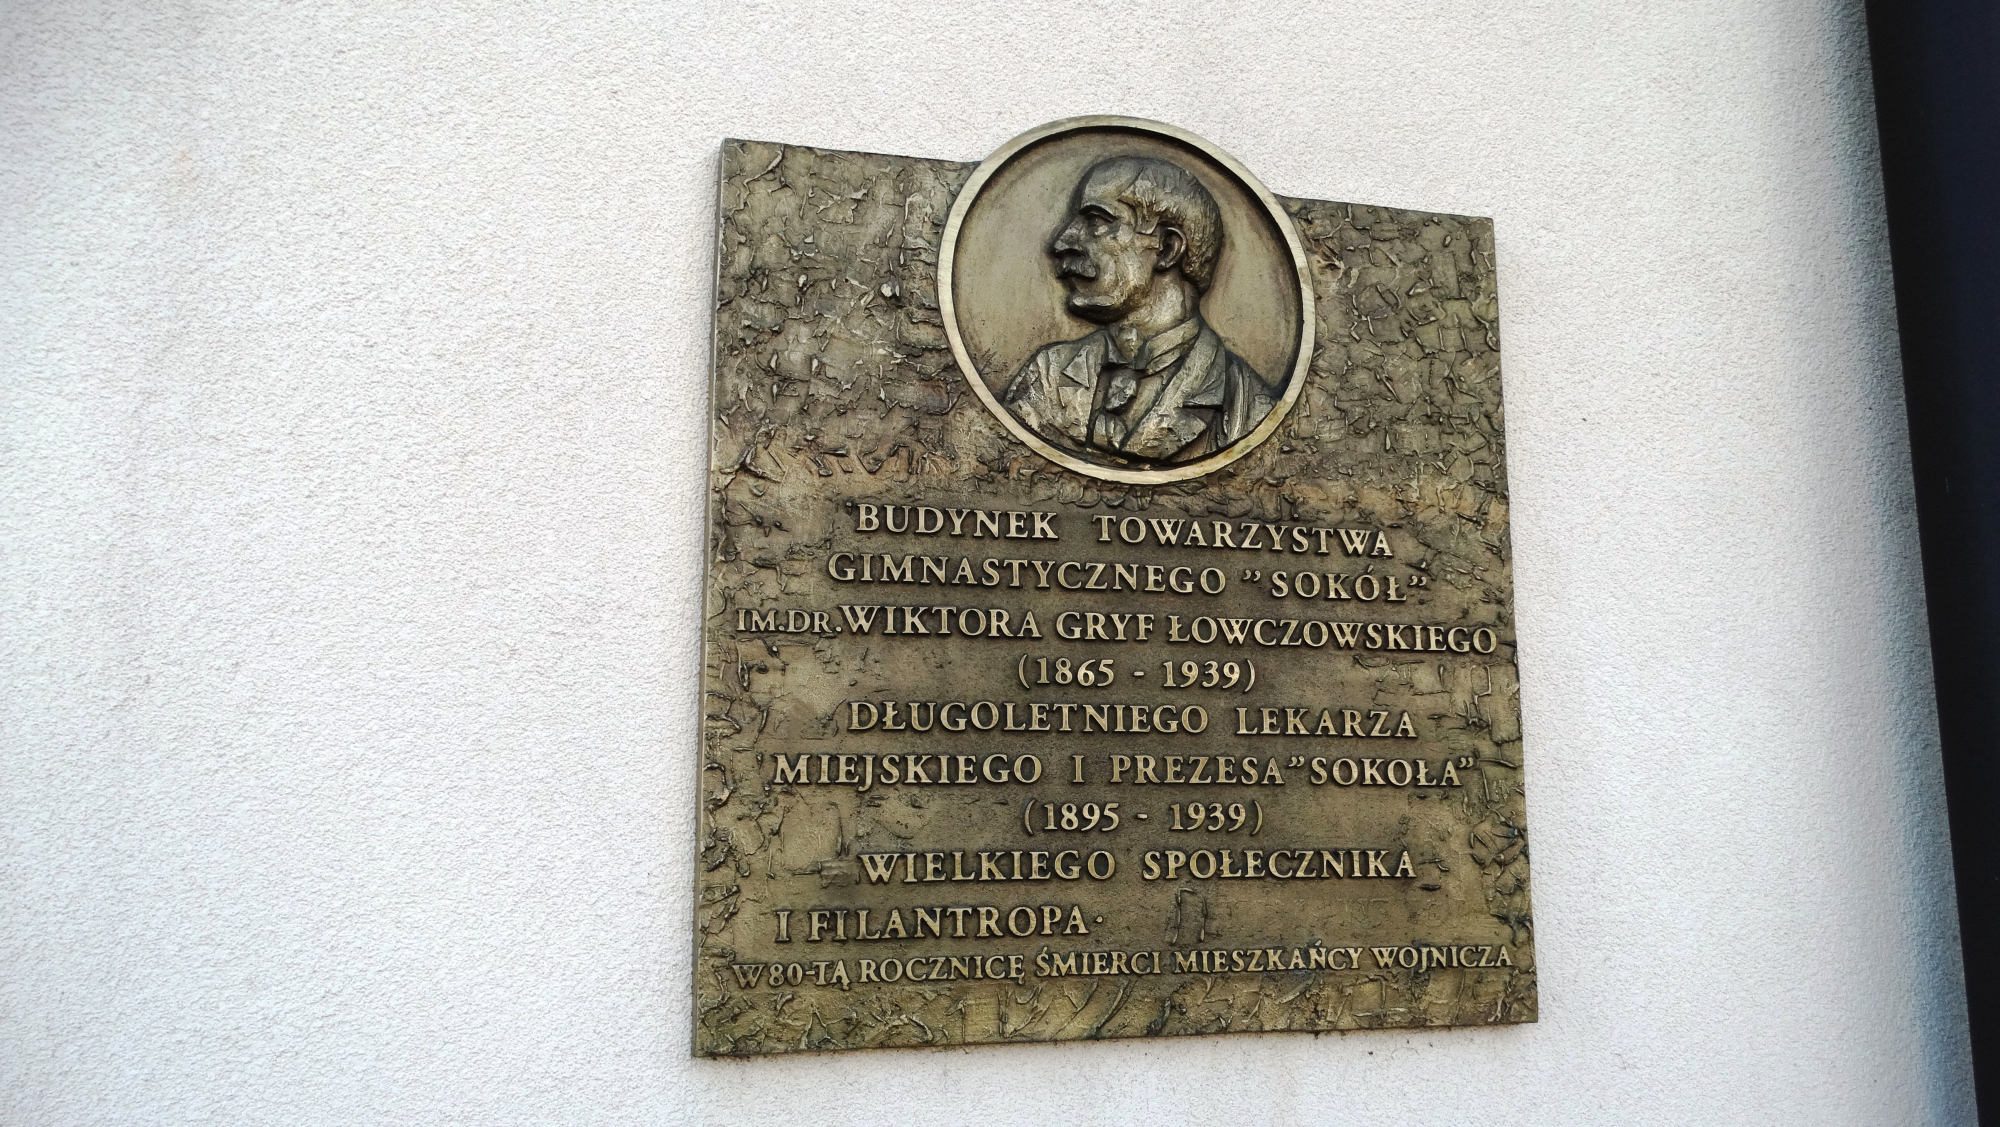 BUDYNEK TOWARZYSTWA
GIMNASTYCZNEGO ”SOKÓŁ”
IM.DR.WIKTORA GRYF ŁOWCZOWSKIEGO
(1865 - 1939)
DŁUGOLETNIEGO LEKARZA
MIEJSKIEGO I PREZESA”SOKOŁA”
(1895 - 1939)
WIELKIEGO SPOŁECZNIKA
I FILANTROPA·
W 80-TĄ ROCZNICĘ ŚMIERCI MIESZKAŃCY WOJNICZA